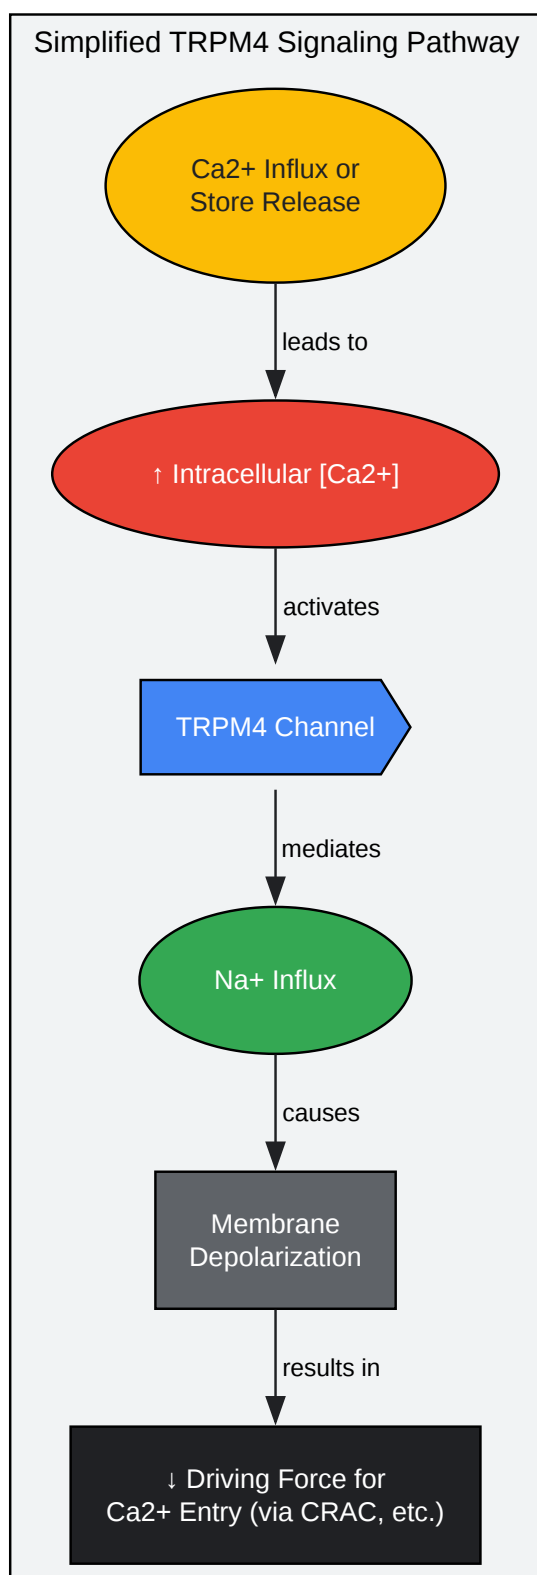 Simplified TRPM4 Signaling Pathway
Ca2+ Influx or
Store Release
leads to
↑ Intracellular [Ca2+]
activates
TRPM4 Channel
mediates
Na+ Influx
causes
Membrane
Depolarization
results in
↓ Driving Force for
Ca2+ Entry (via CRAC, etc.)